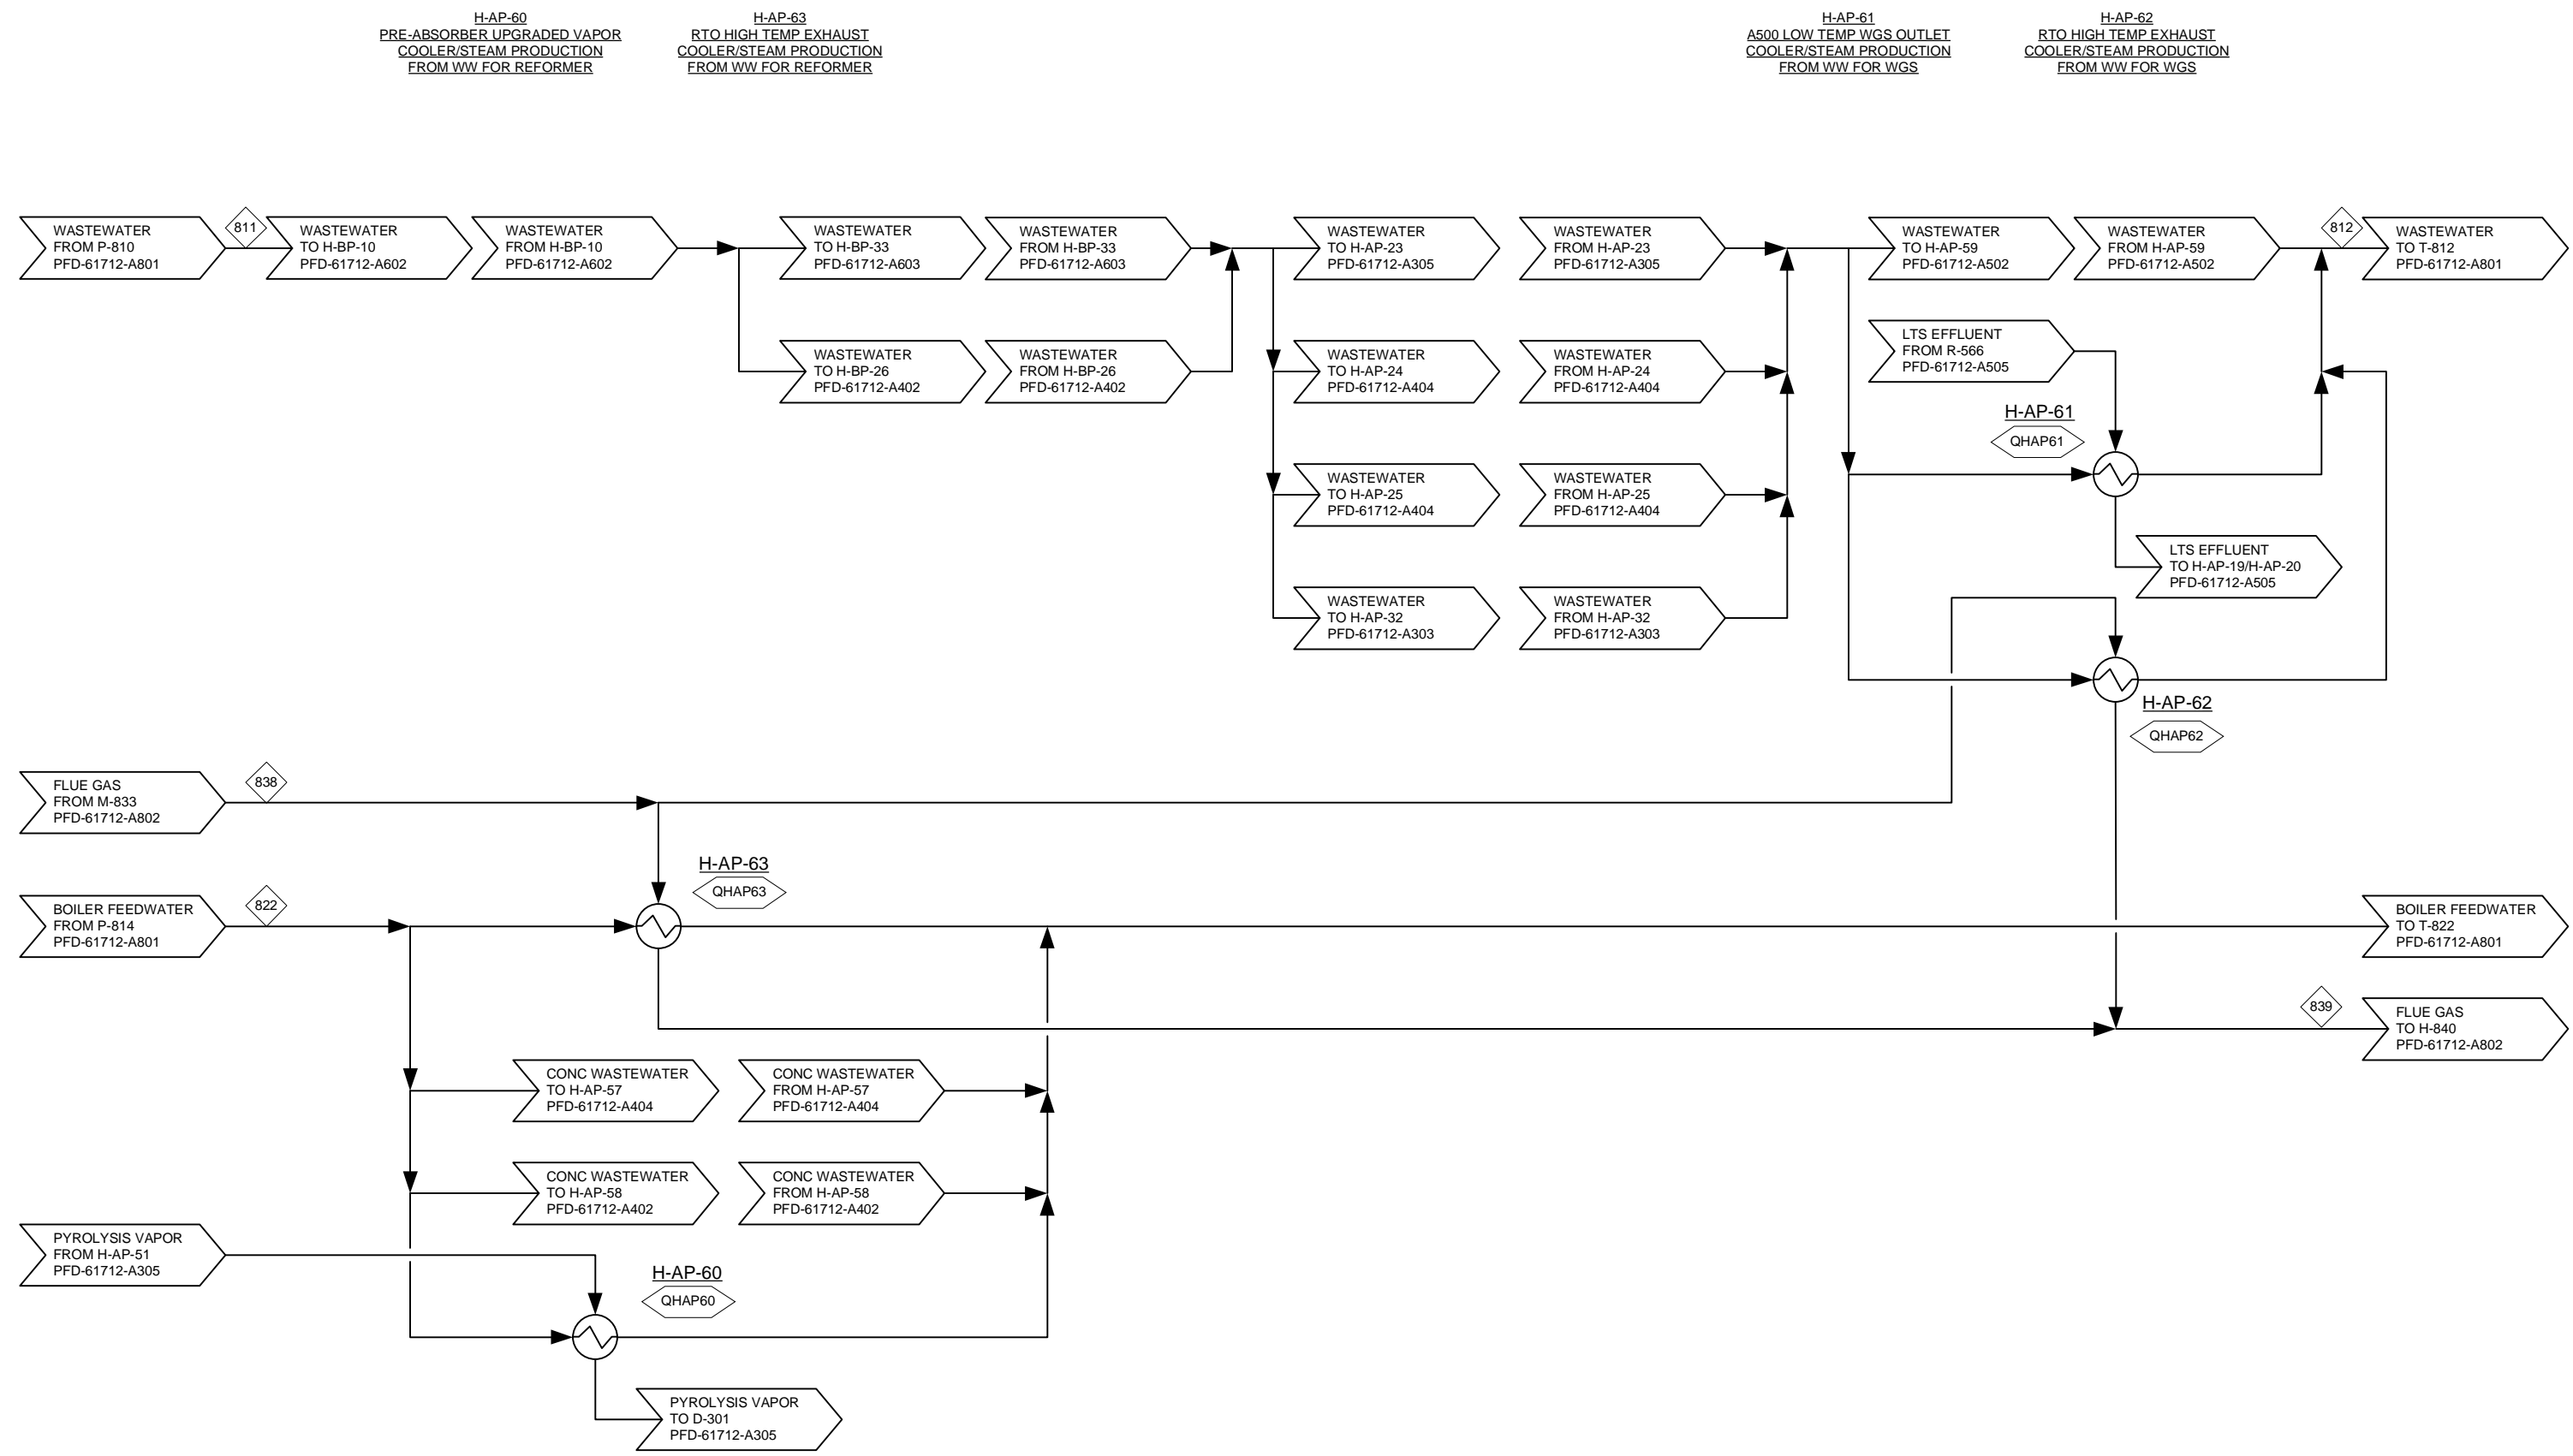 H-AP-60
PRE-ABSORBER UPGRADED VAPOR
COOLER/STEAM PRODUCTION
FROM WW FOR REFORMER
H-AP-63
RTO HIGH TEMP EXHAUST
COOLER/STEAM PRODUCTION
FROM WW FOR REFORMER
H-AP-61
A500 LOW TEMP WGS OUTLET
COOLER/STEAM PRODUCTION
FROM WW FOR WGS
H-AP-62
RTO HIGH TEMP EXHAUST
COOLER/STEAM PRODUCTION
FROM WW FOR WGS
WASTEWATER
FROM P-810
PFD-61712-A801
811
WASTEWATER
TO H-BP-10
PFD-61712-A602
WASTEWATER
FROM H-BP-10
PFD-61712-A602
WASTEWATER
TO H-BP-33
PFD-61712-A603
WASTEWATER
FROM H-BP-33
PFD-61712-A603
WASTEWATER
TO H-AP-23
PFD-61712-A305
WASTEWATER
FROM H-AP-23
PFD-61712-A305
WASTEWATER
TO H-AP-59
PFD-61712-A502
WASTEWATER
FROM H-AP-59
PFD-61712-A502
812
WASTEWATER
TO T-812
PFD-61712-A801
WASTEWATER
TO H-BP-26
PFD-61712-A402
WASTEWATER
FROM H-BP-26
PFD-61712-A402
WASTEWATER
TO H-AP-24
PFD-61712-A404
WASTEWATER
FROM H-AP-24
PFD-61712-A404
LTS EFFLUENT
FROM R-566
PFD-61712-A505
H-AP-61
QHAP61
WASTEWATER
TO H-AP-25
PFD-61712-A404
WASTEWATER
FROM H-AP-25
PFD-61712-A404
LTS EFFLUENT
TO H-AP-19/H-AP-20
PFD-61712-A505
WASTEWATER
TO H-AP-32
PFD-61712-A303
WASTEWATER
FROM H-AP-32
PFD-61712-A303
H-AP-62
QHAP62
FLUE GAS
FROM M-833
PFD-61712-A802
838
H-AP-63
QHAP63
BOILER FEEDWATER
FROM P-814
PFD-61712-A801
822
BOILER FEEDWATER
TO T-822
PFD-61712-A801
839
FLUE GAS
TO H-840
PFD-61712-A802
CONC WASTEWATER
TO H-AP-57
PFD-61712-A404
CONC WASTEWATER
FROM H-AP-57
PFD-61712-A404
CONC WASTEWATER
TO H-AP-58
PFD-61712-A402
CONC WASTEWATER
FROM H-AP-58
PFD-61712-A402
PYROLYSIS VAPOR
FROM H-AP-51
PFD-61712-A305
H-AP-60
QHAP60
PYROLYSIS VAPOR
TO D-301
PFD-61712-A305